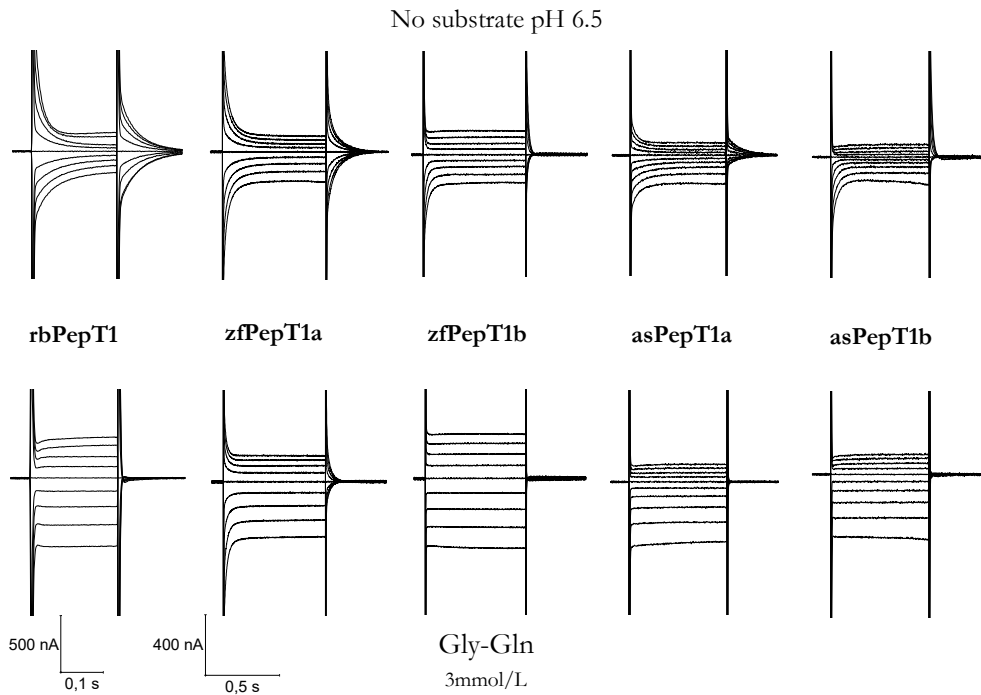 No substrate pH 6.5
rbPepT1 zfPepT1a zfPepT1b asPepT1a asPepT1b
500 nA
0,1 s
400 nA
0,5 s
Gly-Gln
3mmol/L